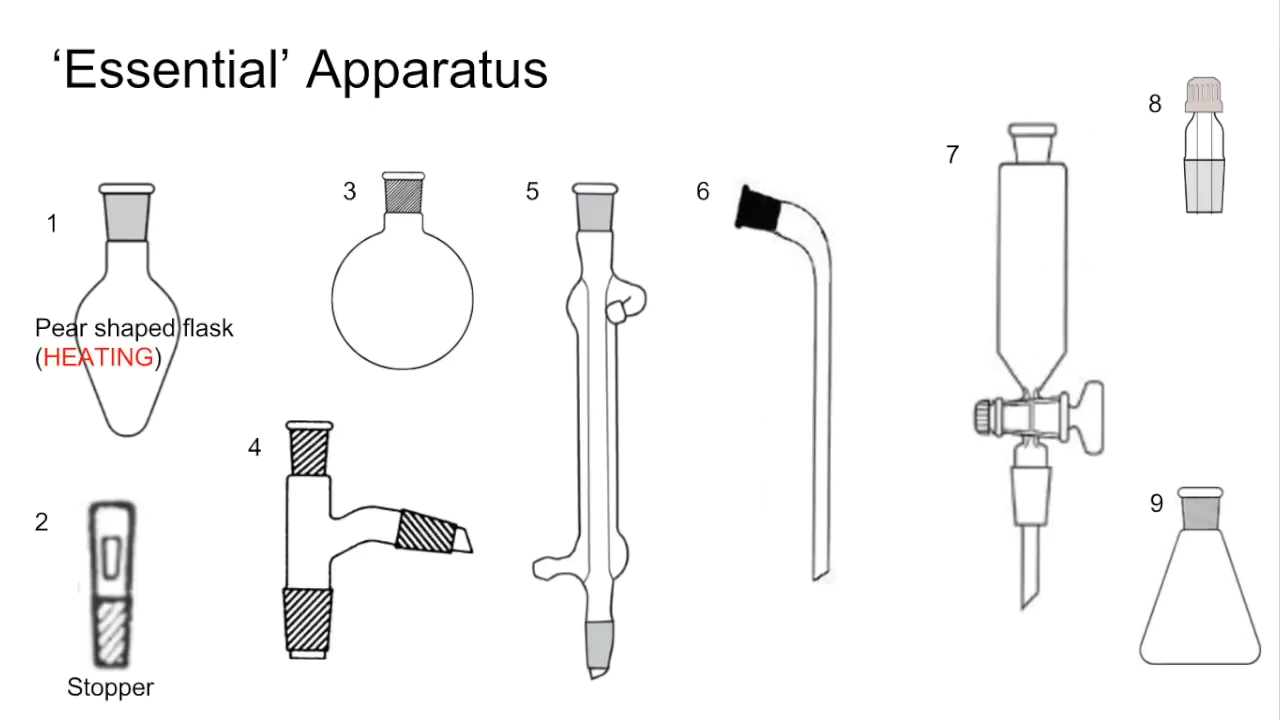 ‘Essential’ Apparatus
1
Pear shaped flask
(HEATING)
2
Stopper
3
4
5
6
7
8
9